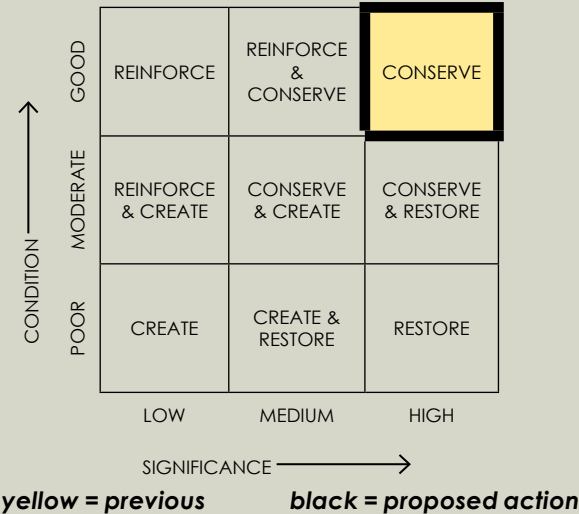 GOOD
REINFORCE
REINFORCE
&
CONSERVE
CONSERVE
CONDITION
MODERATE
REINFORCE
& CREATE
CONSERVE
& CREATE
CONSERVE
& RESTORE
POOR
CREATE
CREATE &
RESTORE
RESTORE
LOW MEDIUM HIGH
SIGNIFICANCE
yellow = previous black = proposed action